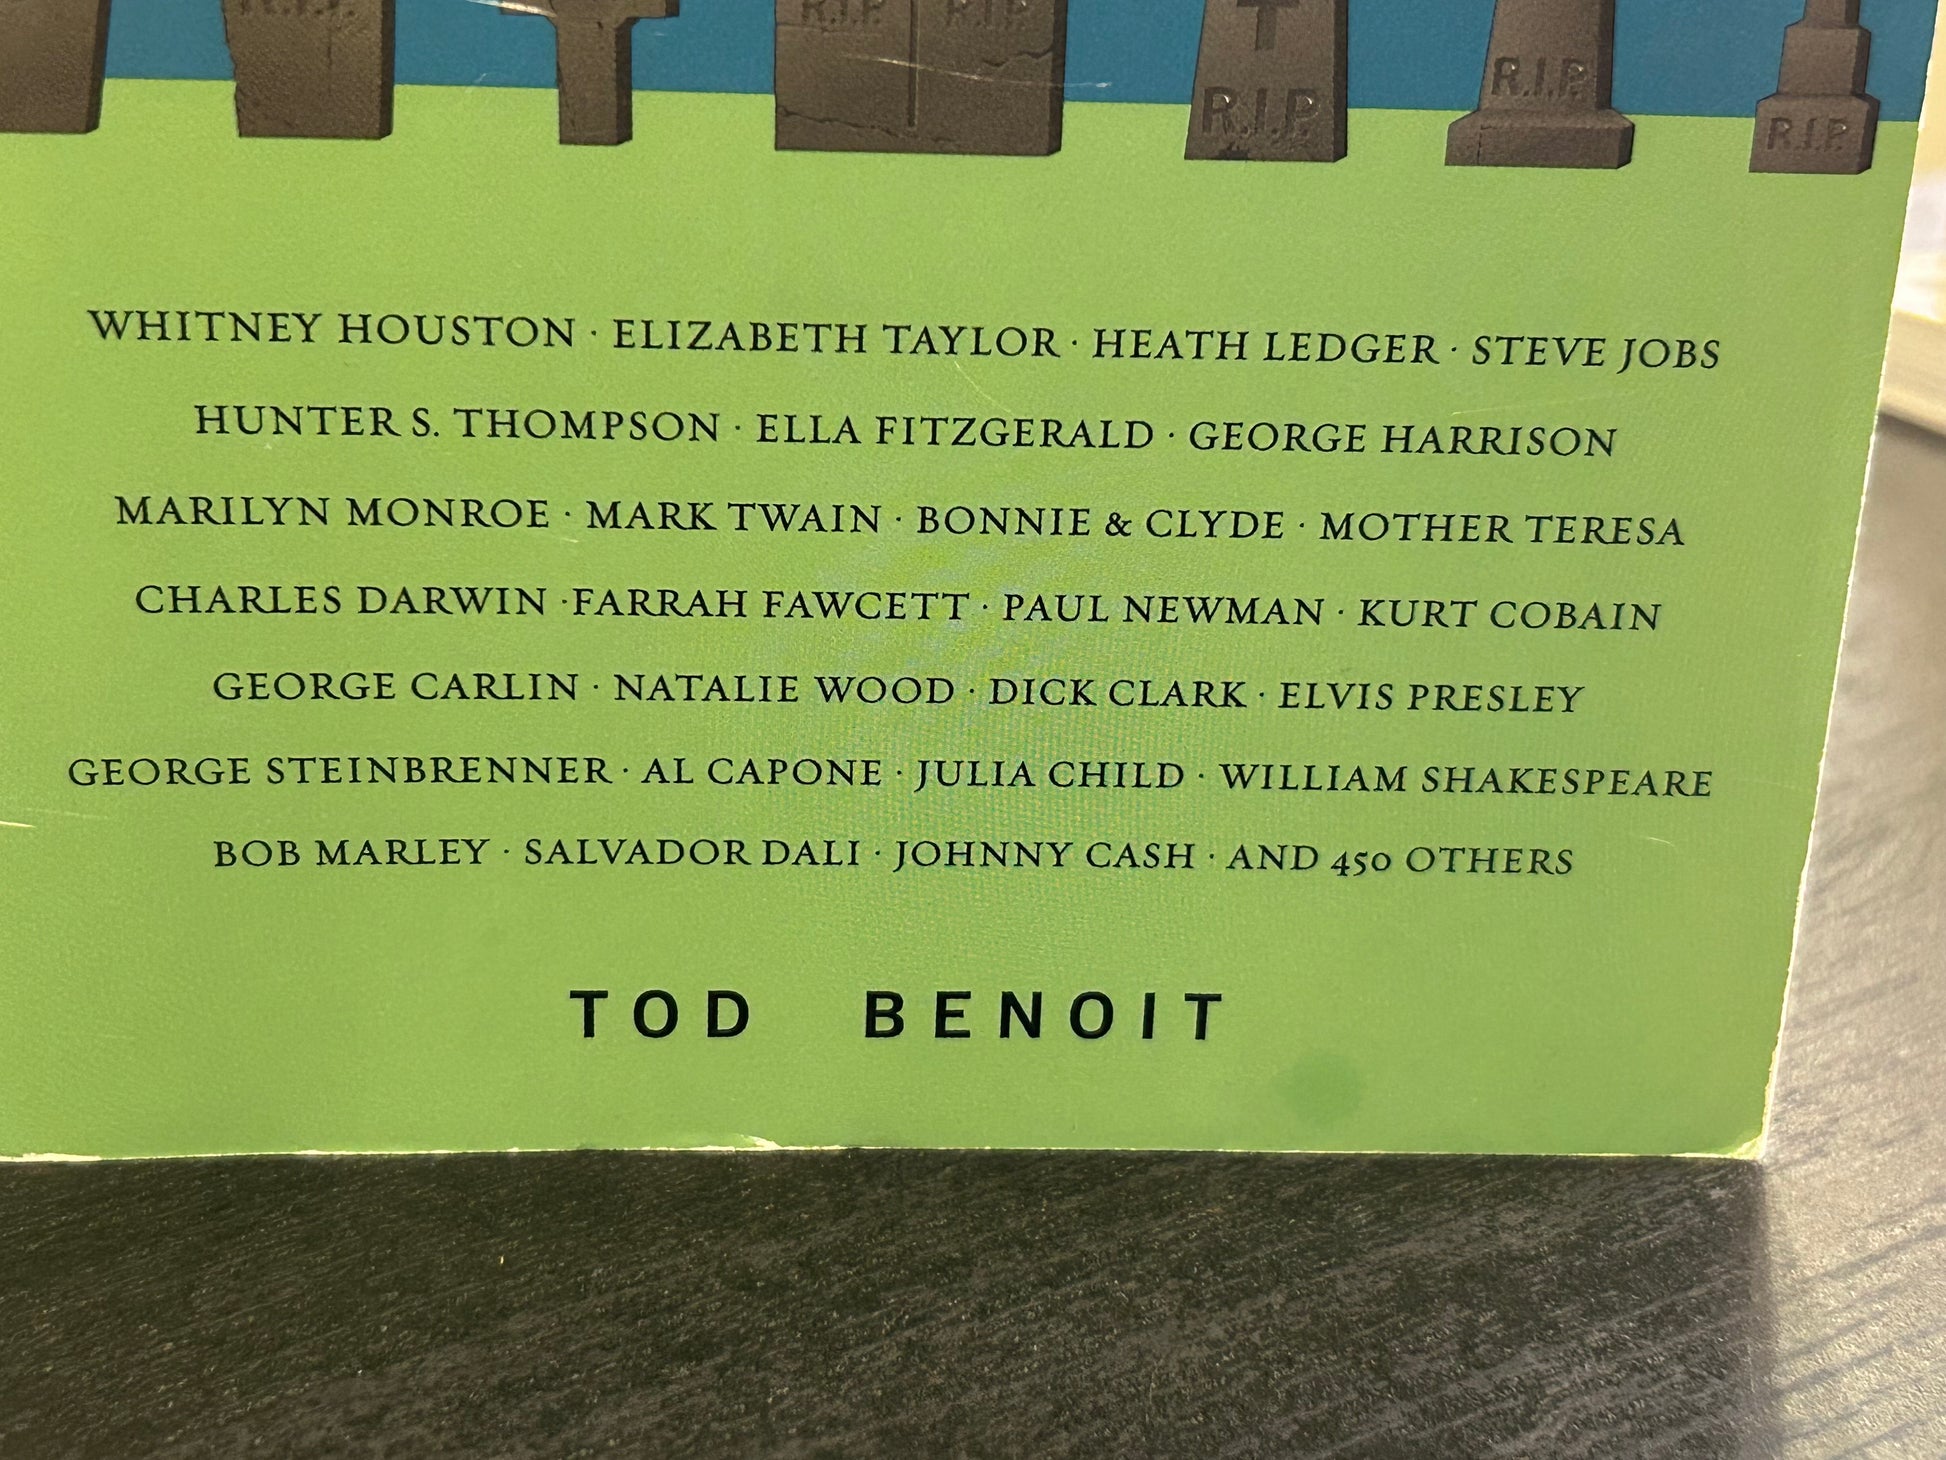 R.I.P.
R.I.P. R.I.P.
R.I.P.
R.I.P.
R.I.P.
WHITNEY HOUSTON · ELIZABETH TAYLOR · HEATH LEDGER · STEVE JOBS
HUNTER S. THOMPSON · ELLA FITZGERALD · GEORGE HARRISON
MARILYN MONROE · MARK TWAIN · BONNIE & CLYDE · MOTHER TERESA
CHARLES DARWIN · FARRAH FAWCETT · PAUL NEWMAN · KURT COBAIN
GEORGE CARLIN · NATALIE WOOD · DICK CLARK · ELVIS PRESLEY
GEORGE STEINBRENNER · AL CAPONE · JULIA CHILD · WILLIAM SHAKESPEARE
BOB MARLEY · SALVADOR DALI · JOHNNY CASH · AND 450 OTHERS
TOD BENOIT